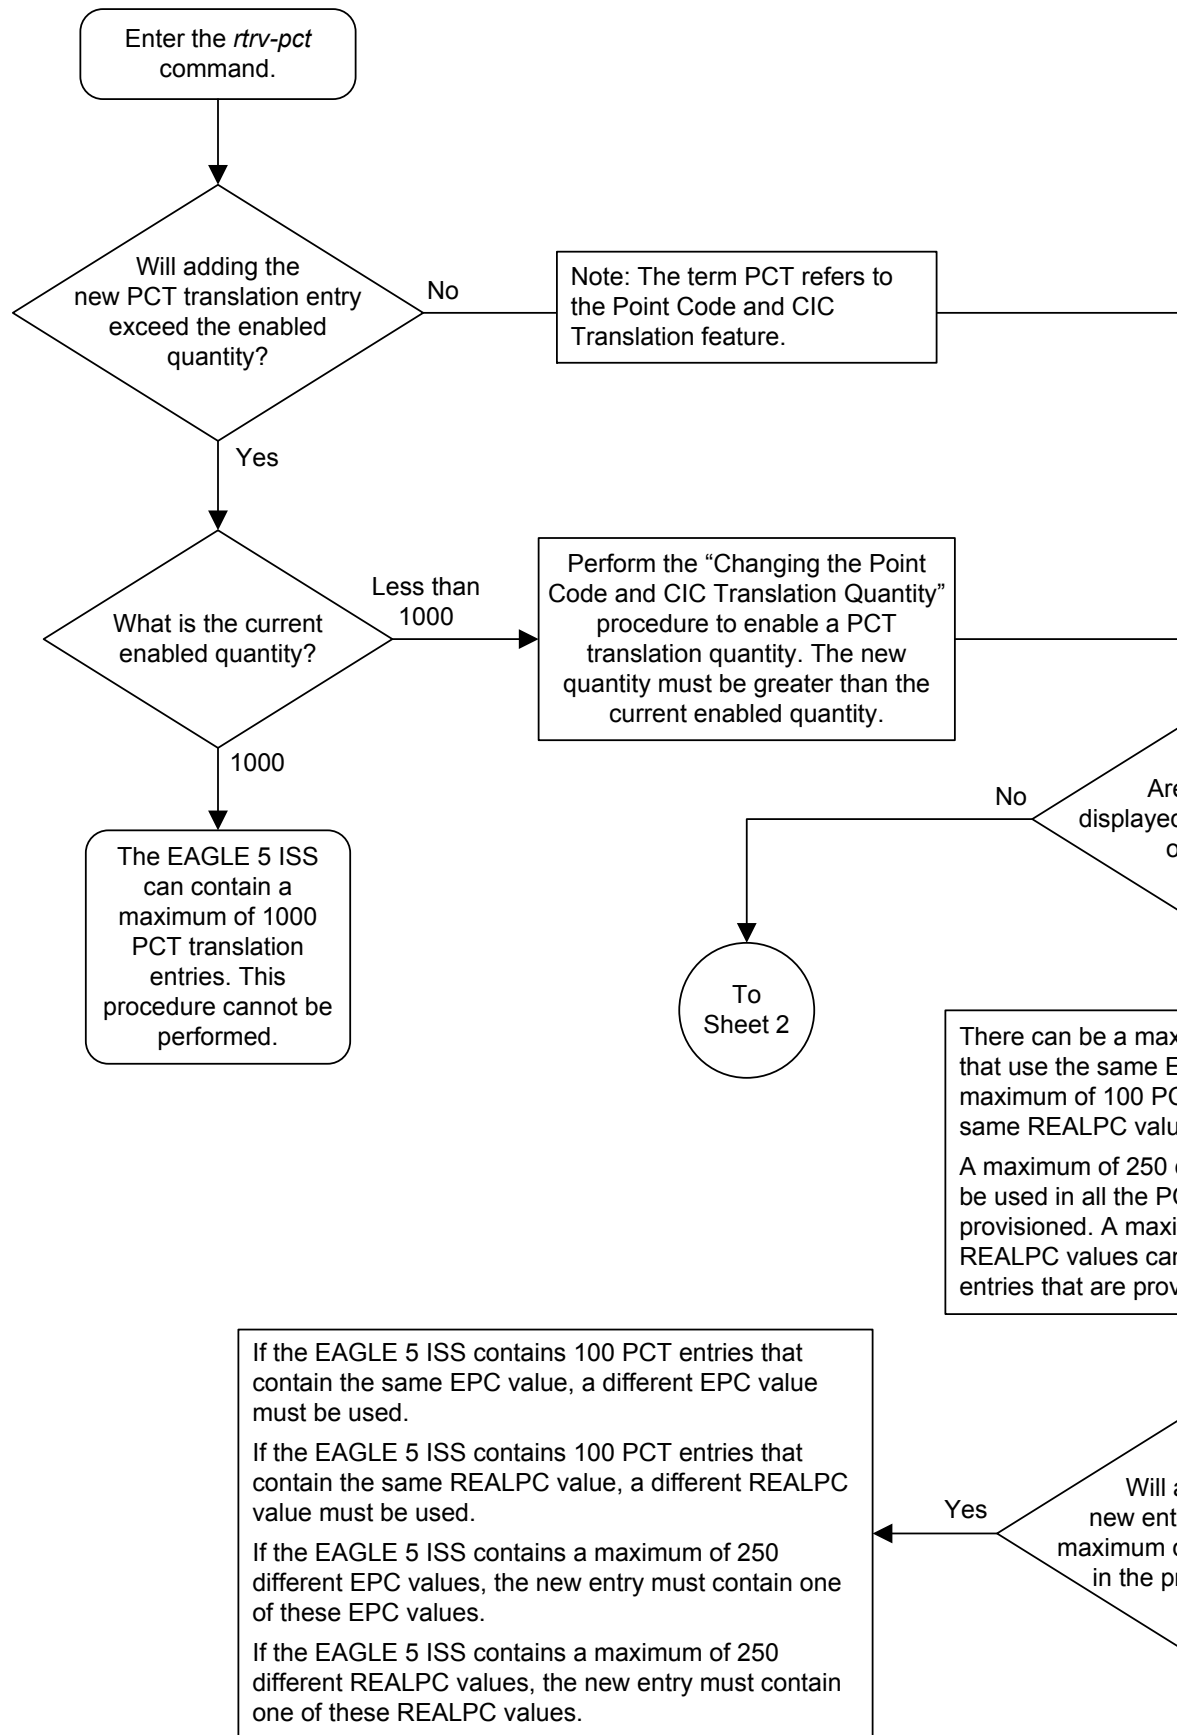 Enter the rtrv-pct
command.
Will adding the
new PCT translation entry
exceed the enabled
quantity?
No
Note: The term PCT refers to
the Point Code and CIC
Translation feature.
Yes
What is the current
enabled quantity?
Less than
1000
Perform the “Changing the Point
Code and CIC Translation Quantity”
procedure to enable a PCT
translation quantity. The new
quantity must be greater than the
current enabled quantity.
1000
The EAGLE 5 ISS
can contain a
maximum of 1000
PCT translation
entries. This
procedure cannot be
performed.
No
displayed
To
Sheet 2
There can be a
that use the same
maximum of 100
same REALPC
A maximum of 250
be used in all the
provisioned. A
REALPC values
entries that are
If the EAGLE 5 ISS contains 100 PCT entries that
contain the same EPC value, a different EPC value
must be used.
If the EAGLE 5 ISS contains 100 PCT entries that
contain the same REALPC value, a different REALPC
value must be used.
If the EAGLE 5 ISS contains a maximum of 250
different EPC values, the new entry must contain one
of these EPC values.
If the EAGLE 5 ISS contains a maximum of 250
different REALPC values, the new entry must contain
one of these REALPC values.
Yes
Will
new
maximum
in the